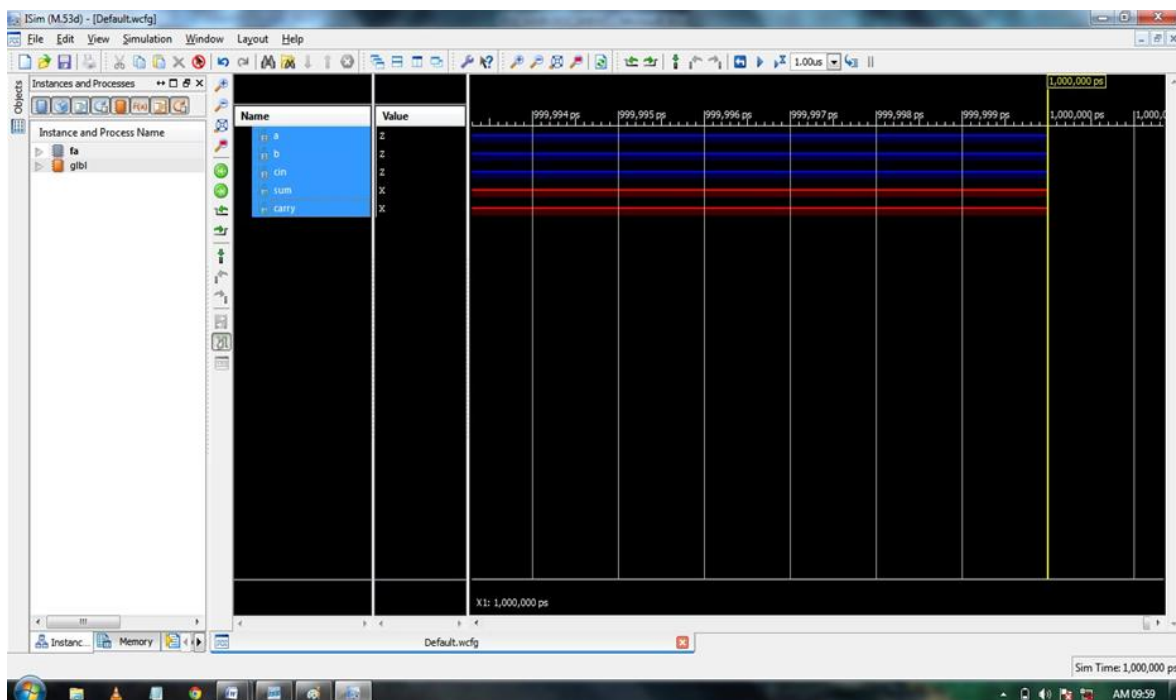 ISim (M.53d) - [Default.wcfg]
File Edit View Simulation Window Layout Help
1.00us
Instances and Processes
Objects
Instance and Process Name
fa
glbl
Name Value
a z
b z
cin z
sum X
carry X
1,000,000 ps
999,994 ps 999,995 ps 999,996 ps 999,997 ps 999,998 ps 999,999 ps 1,000,000 ps
X1: 1,000,000 ps
Instanc... Memory
Default.wcfg
Sim Time: 1,000,000 ps
AM 09:59